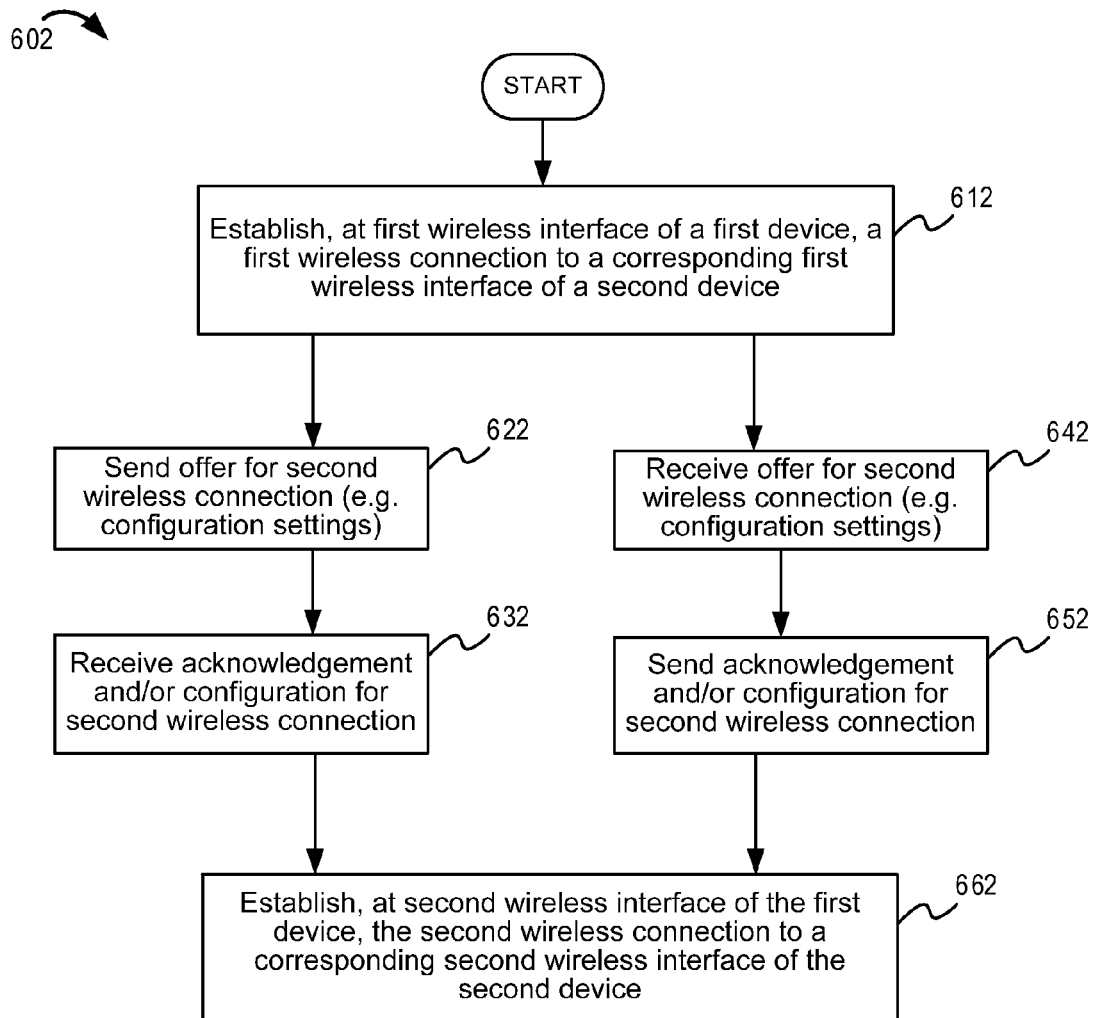 602
START
612
Establish, at first wireless interface of a first device, a
first wireless connection to a corresponding first
wireless interface of a second device
622
Send offer for second
wireless connection (e.g.
configuration settings)
642
Receive offer for second
wireless connection (e.g.
configuration settings)
632
Receive acknowledgement
and/or configuration for
second wireless connection
652
Send acknowledgement
and/or configuration for
second wireless connection
662
Establish, at second wireless interface of the first
device, the second wireless connection to a
corresponding second wireless interface of the
second device